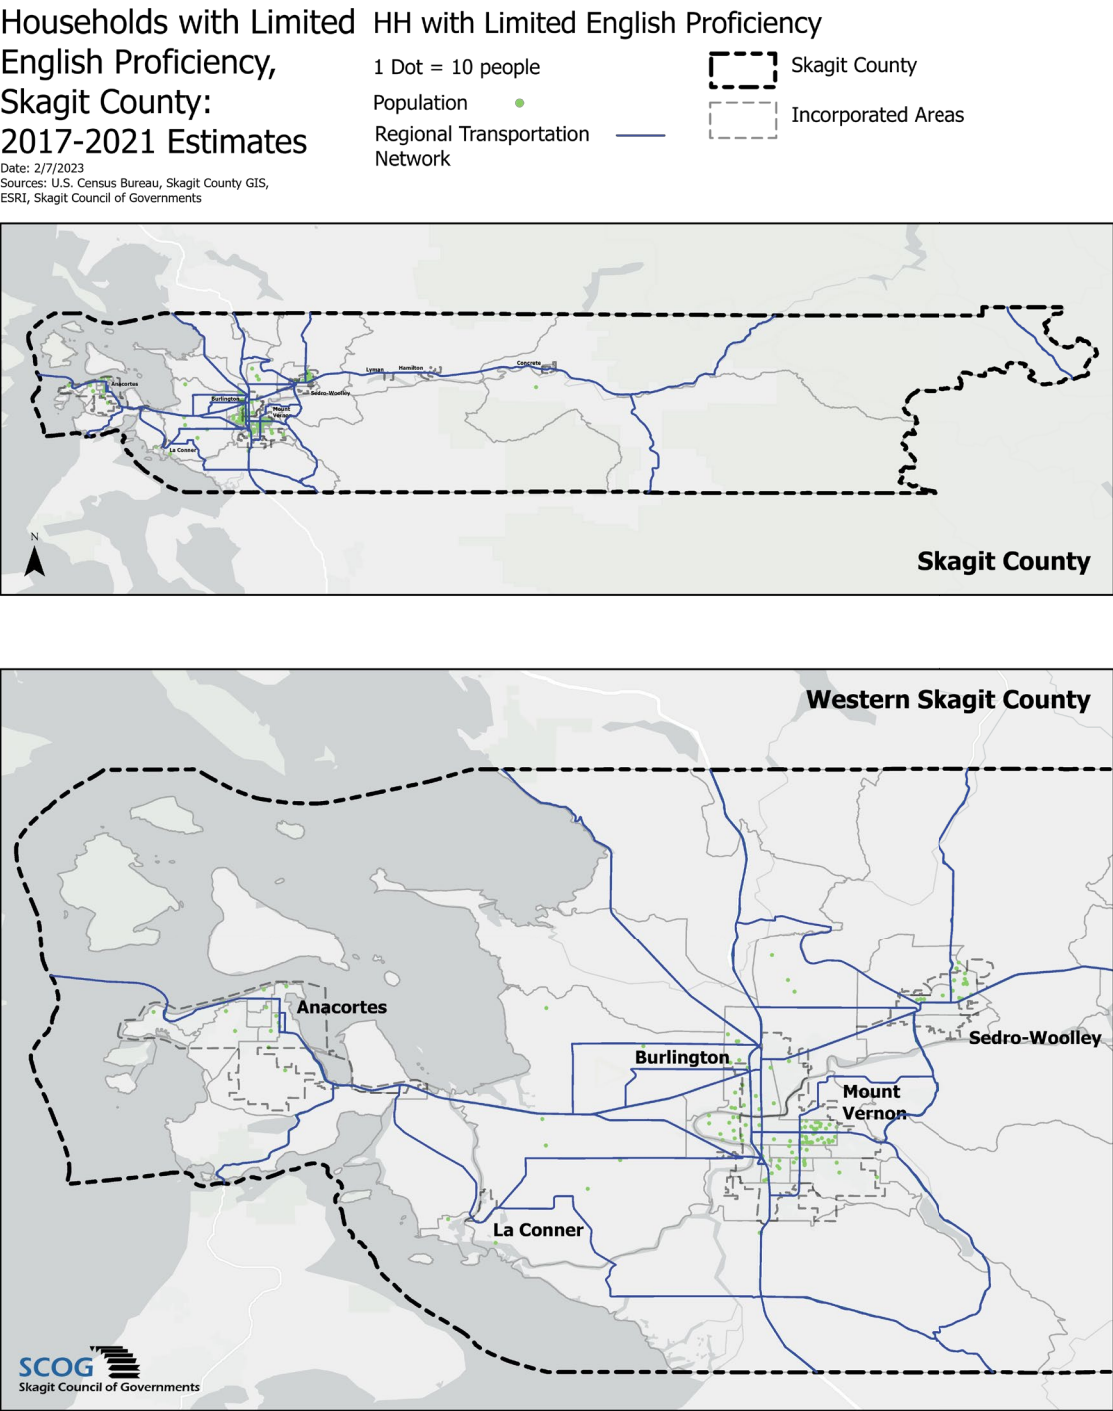 Households with Limited
English Proficiency,
Skagit County:
2017-2021 Estimates
Date: 2/7/2023
Sources: U.S. Census Bureau, Skagit County GIS,
ESRI, Skagit Council of Governments
HH with Limited English Proficiency
1 Dot = 10 people
Population
Regional Transportation
Network
Skagit County
Incorporated Areas
Anacortes
Burlington
Mount
Vernon
La Conner
Sedro-Woolley
Lyman
Hamilton
Concrete
N
Skagit County
Western Skagit County
Anacortes
Burlington
Sedro-Woolley
Mount
Vernon
La Conner
SCOG
Skagit Council of Governments